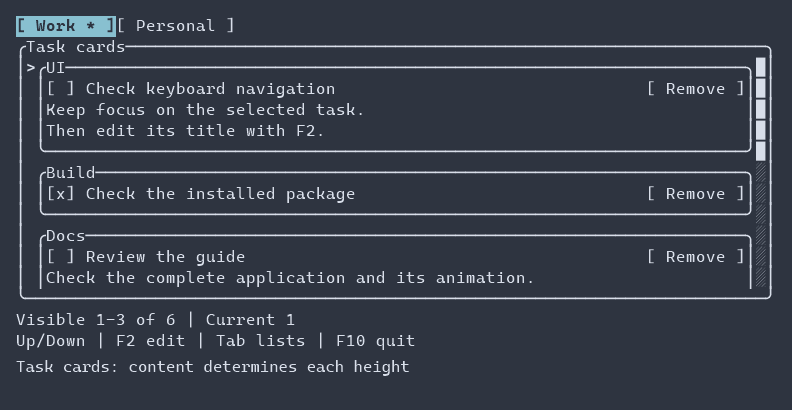 [ Work * ][ Personal ]
Task cards
> UI
[ ] Check keyboard navigation [ Remove ]
Keep focus on the selected task.
Then edit its title with F2.
Build
[x] Check the installed package [ Remove ]
Docs
[ ] Review the guide [ Remove ]
Check the complete application and its animation.
Visible 1-3 of 6 | Current 1
Up/Down | F2 edit | Tab lists | F10 quit
Task cards: content determines each height